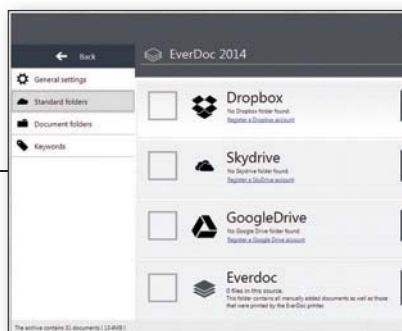 Back
EverDoc 2014
General settings
Standard folders
Document folders
Keywords
Dropbox
No Dropbox folder found.
Register a Dropbox account
Skydrive
No Skydrive folder found.
Register a SkyDrive account
GoogleDrive
No Google Drive folder found.
Register a Google Drive account
Everdoc
0 files in this source.
This folder contains all manually added documents as well as those
that were printed by the EverDoc printer.
The archive contains 31 documents | 13.4MB |